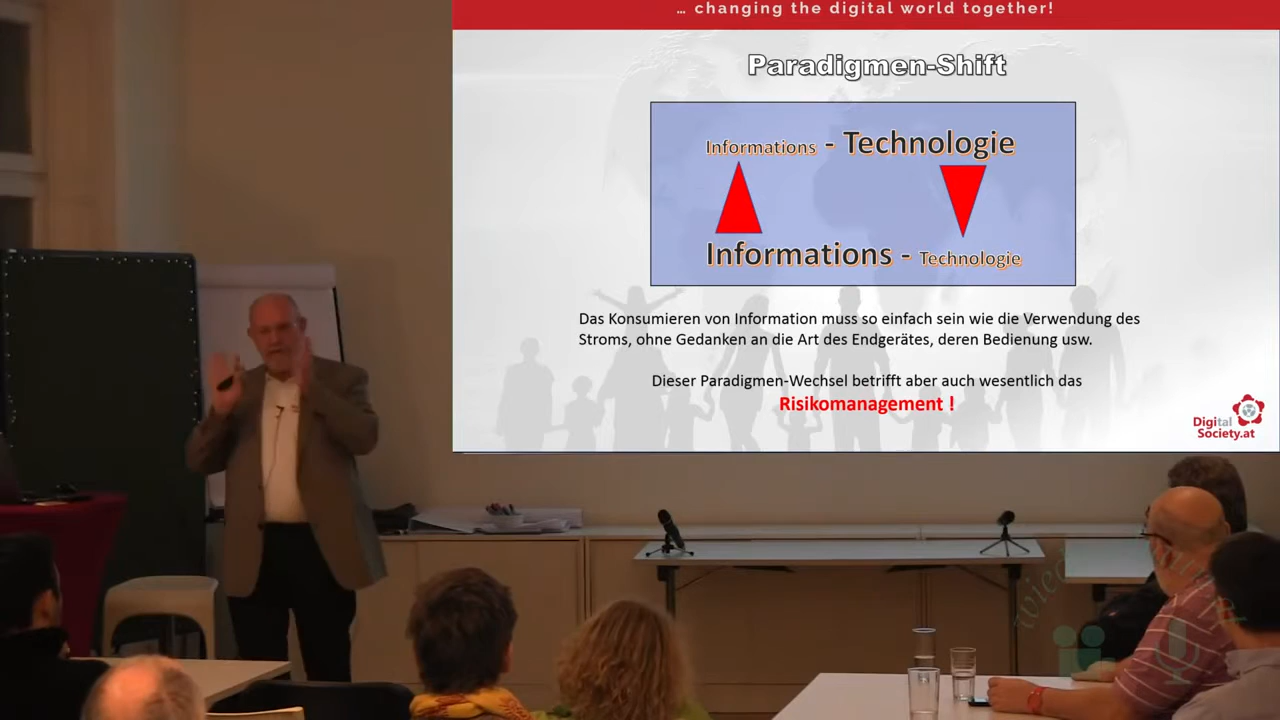 … changing the digital world together!
Paradigmen-Shift
Informations - Technologie
Informations - Technologie
Das Konsumieren von Information muss so einfach sein wie die Verwendung des
Stroms, ohne Gedanken an die Art des Endgerätes, deren Bedienung usw.
Dieser Paradigmen-Wechsel betrifft aber auch wesentlich das
Risikomanagement !
Digital
Society.at